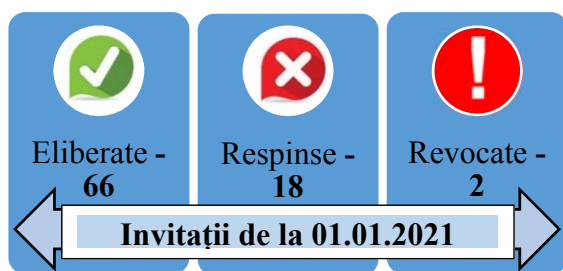 Eliberate -
66
Respinse -
18
Revocate -
2
Invitații de la 01.01.2021